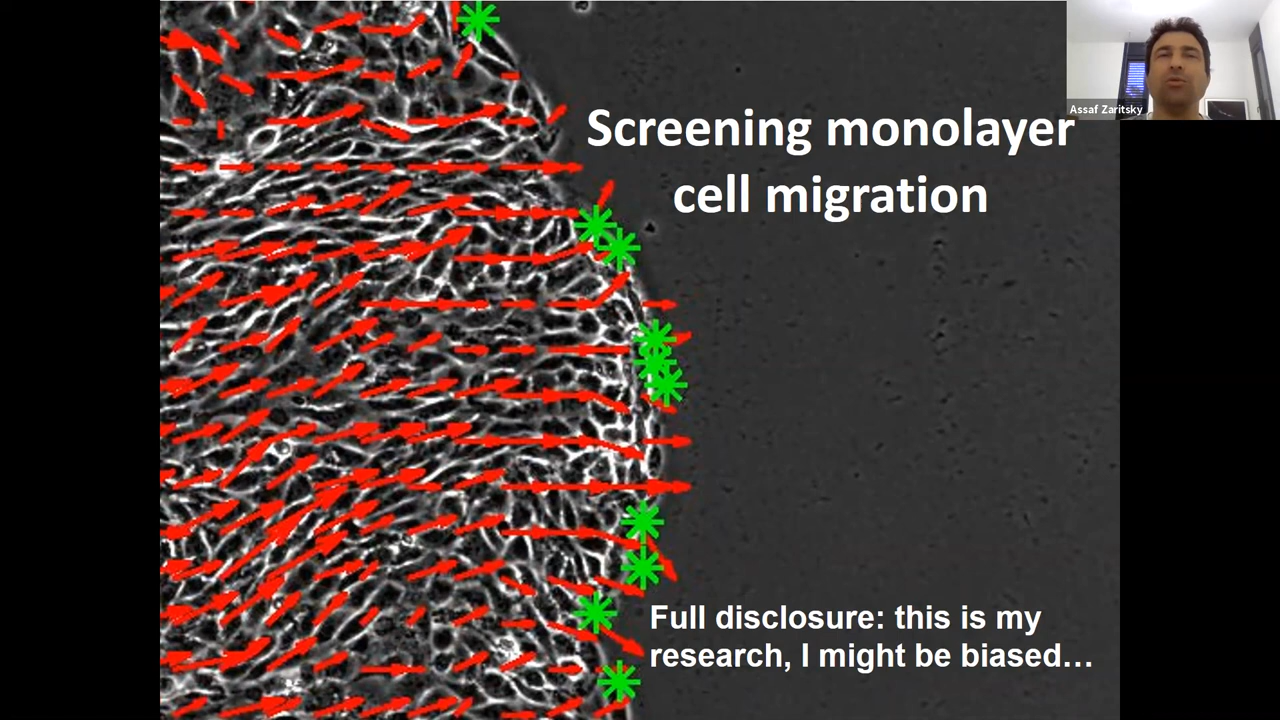 Assaf Zaritsky
Screening monolayer
cell migration
Full disclosure: this is my
research, I might be biased…